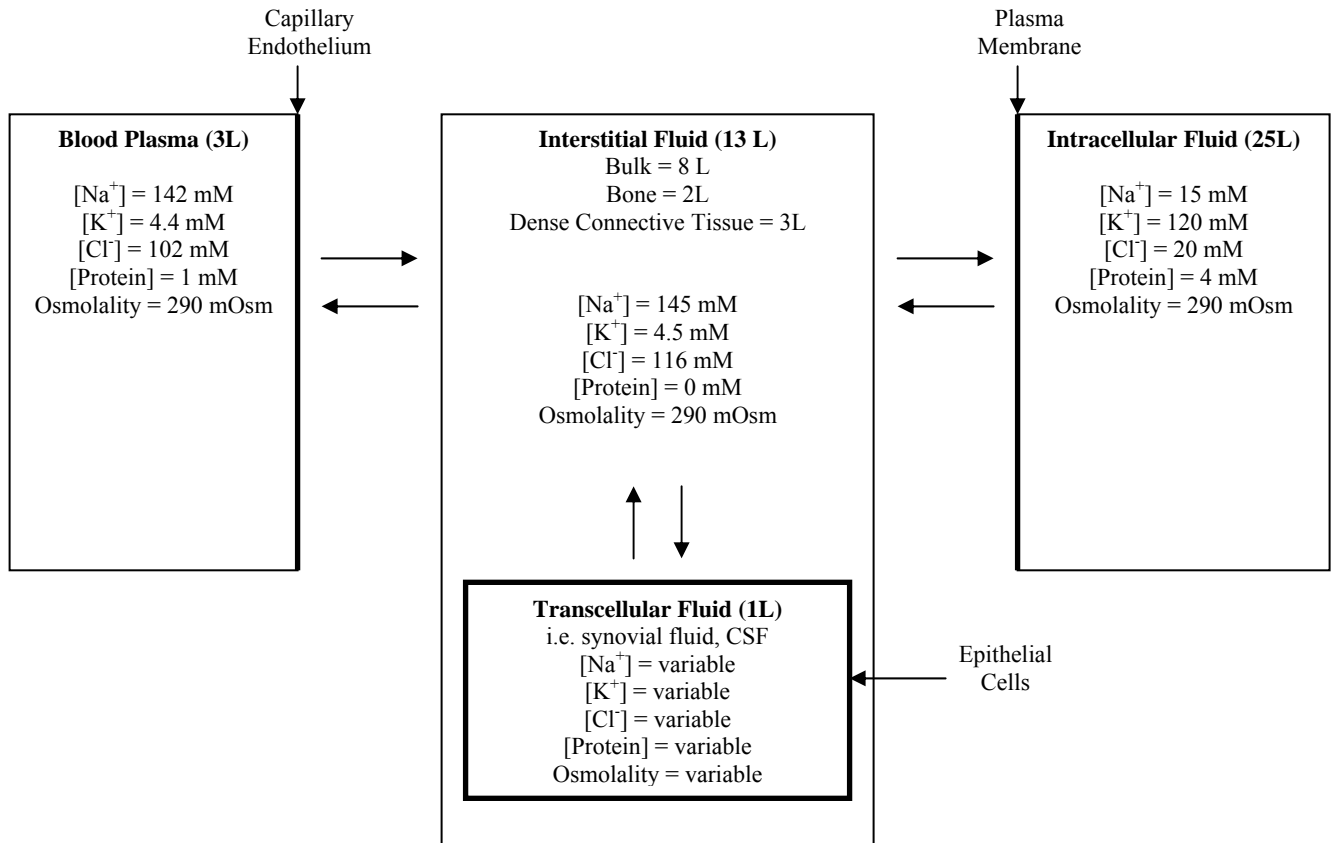 Capillary
Endothelium
Plasma
Membrane
Blood Plasma (3L)
[Na⁺] = 142 mM
[K⁺] = 4.4 mM
[Cl⁻] = 102 mM
[Protein] = 1 mM
Osmolality = 290 mOsm
Interstitial Fluid (13 L)
Bulk = 8 L
Bone = 2L
Dense Connective Tissue = 3L
[Na⁺] = 145 mM
[K⁺] = 4.5 mM
[Cl⁻] = 116 mM
[Protein] = 0 mM
Osmolality = 290 mOsm
Intracellular Fluid (25L)
[Na⁺] = 15 mM
[K⁺] = 120 mM
[Cl⁻] = 20 mM
[Protein] = 4 mM
Osmolality = 290 mOsm
Transcellular Fluid (1L)
i.e. synovial fluid, CSF
[Na⁺] = variable
[K⁺] = variable
[Cl⁻] = variable
[Protein] = variable
Osmolality = variable
Epithelial
Cells